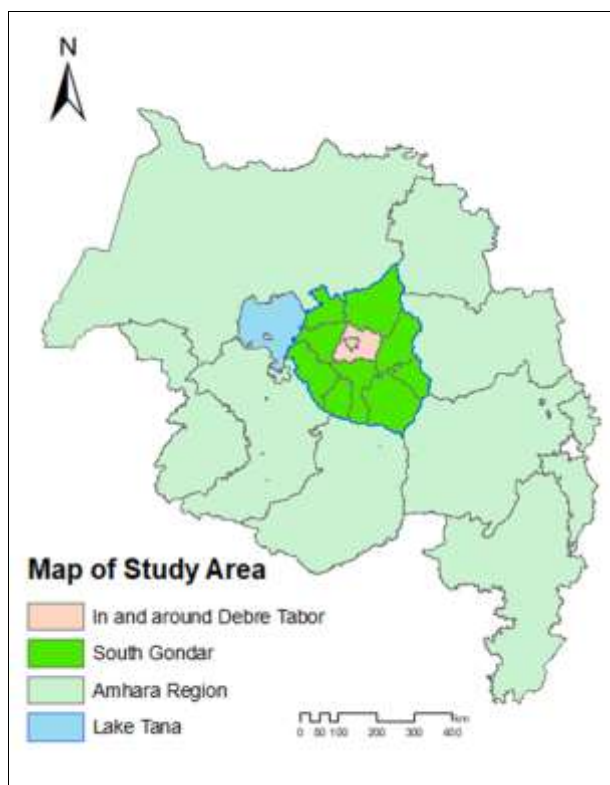 N
Map of Study Area
In and around Debre Tabor
South Gondar
Amhara Region
Lake Tana
km
0 50 100 200 300 400